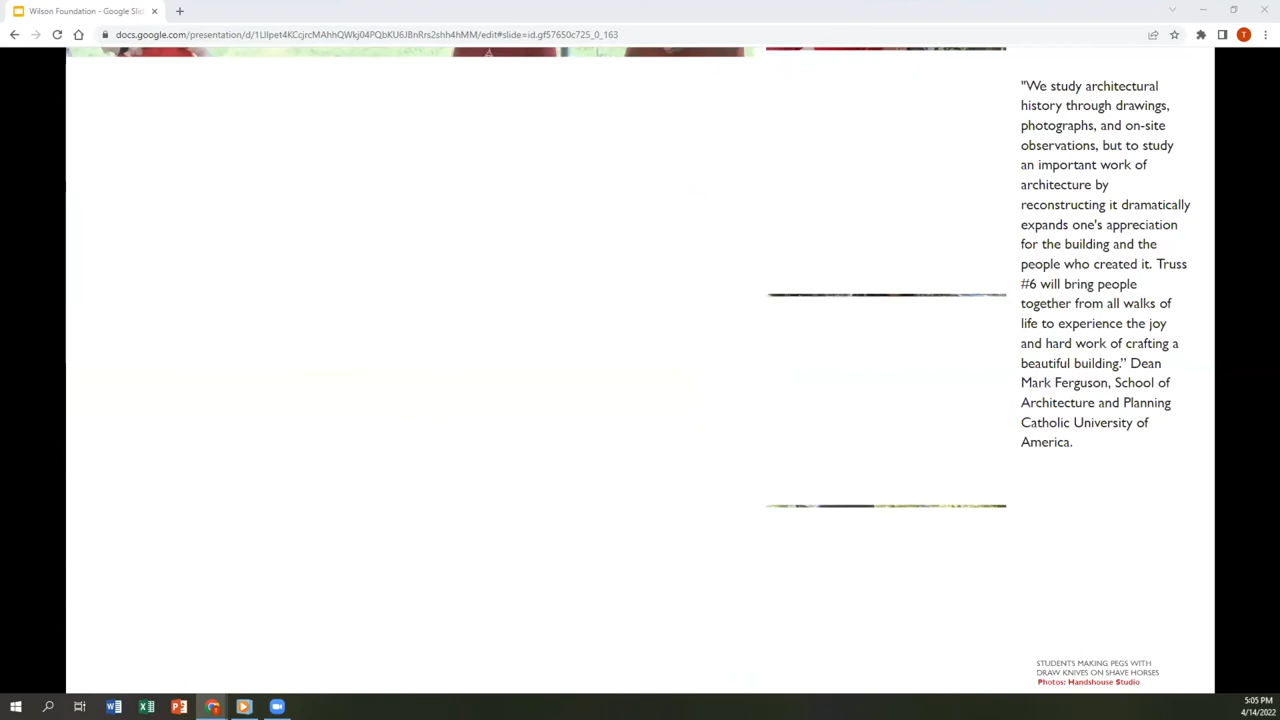 Wilson Foundation - Google Slid
docs.google.com/presentation/d/1LlIpet4KCcjrcMAhhQWkj04PQbKU6JBnRrs2shh4hMM/edit#slide=id.gf57650c725_0_163
T
"We study architectural
history through drawings,
photographs, and on-site
observations, but to study
an important work of
architecture by
reconstructing it dramatically
expands one's appreciation
for the building and the
people who created it. Truss
#6 will bring people
together from all walks of
life to experience the joy
and hard work of crafting a
beautiful building.” Dean
Mark Ferguson, School of
Architecture and Planning
Catholic University of
America.
STUDENTS MAKING PEGS WITH
DRAW KNIVES ON SHAVE HORSES
Photos: Handshouse Studio
5:05 PM
4/14/2022